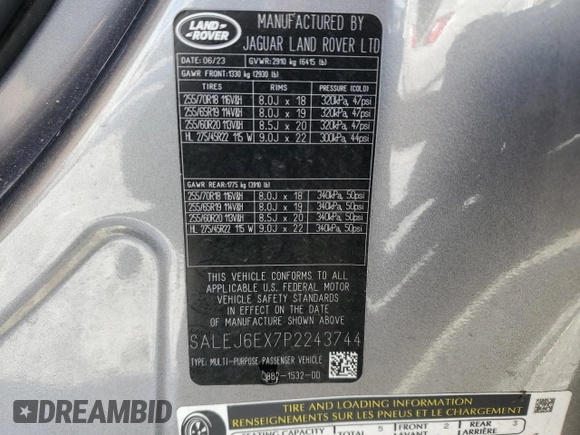 LAND ROVER
MANUFACTURED BY
JAGUAR LAND ROVER LTD
DATE: 06/23 GVWR: 2910 kg (6415 lb)
GAWR FRONT: 1330 kg (2930 lb)
TIRES RIMS PRESSURE (COLD)
255/70R18 116V&H 8.0J x 18 320kPa, 47psi
255/65R19 114V&H 8.0J x 19 320kPa, 47psi
255/60R20 113V&H 8.5J x 20 320kPa, 47psi
HL 275/45R22 115 W 9.0J x 22 300kPa, 44psi
GAWR REAR: 1775 kg (3910 lb)
255/70R18 116V&H 8.0J x 18 340kPa, 50psi
255/65R19 114V&H 8.0J x 19 340kPa, 50psi
255/60R20 113V&H 8.5J x 20 340kPa, 50psi
HL 275/45R22 115 W 9.0J x 22 340kPa, 50psi
THIS VEHICLE CONFORMS TO ALL
APPLICABLE U.S. FEDERAL MOTOR
VEHICLE SAFETY STANDARDS
IN EFFECT ON THE DATE OF
MANUFACTURE SHOWN ABOVE
SALEJ6EX7P2243744
TYPE: MULTI-PURPOSE PASSENGER VEHICLE
1532-00
TIRE AND LOADING INFORMATION
RENSEIGNEMENTS SUR LES PNEUS ET LE CHARGEMENT
SEATING CAPACITY TOTAL 5 FRONT 2 REAR 3
AVANT ARRIÈRE
DREAMBID